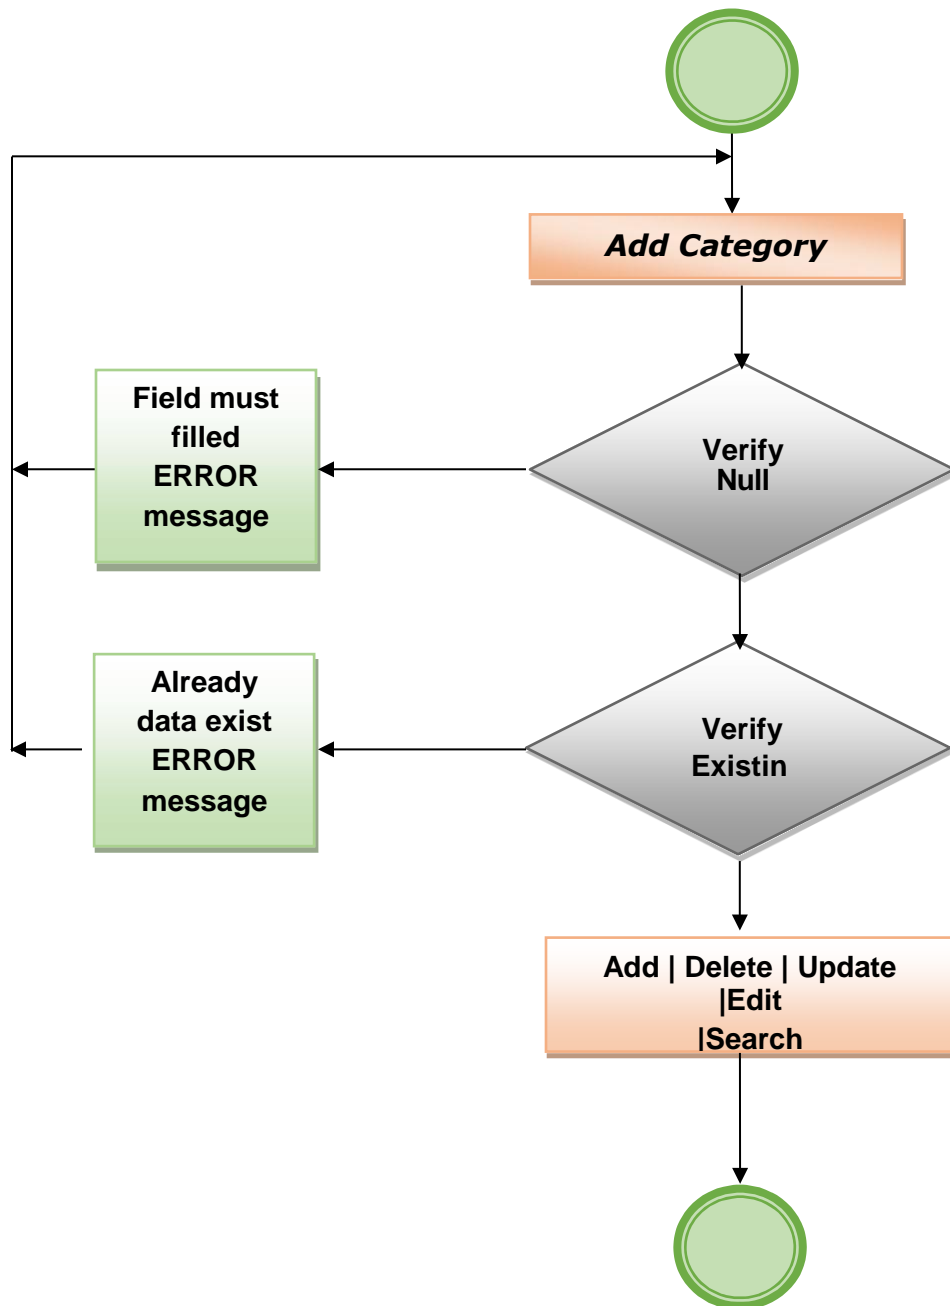 Add Category
Field must
filled
ERROR
message
Verify
Null
Already
data exist
ERROR
message
Verify
Existin
Add | Delete | Update
|Edit
|Search